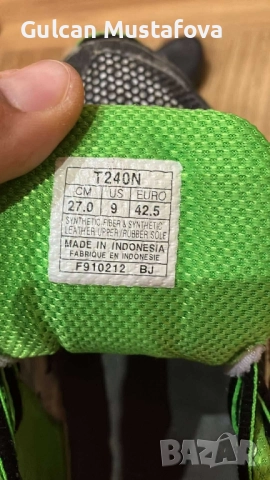 Gulcan Mustafova
T240N
CM US EURO
27.0 9 42.5
SYNTHETIC FIBER & SYNTHETIC
LEATHER UPPER/RUBBER SOLE
MADE IN INDONESIA
FABRIQUE EN INDONESIE
F910212 BJ
BAZAR
bg